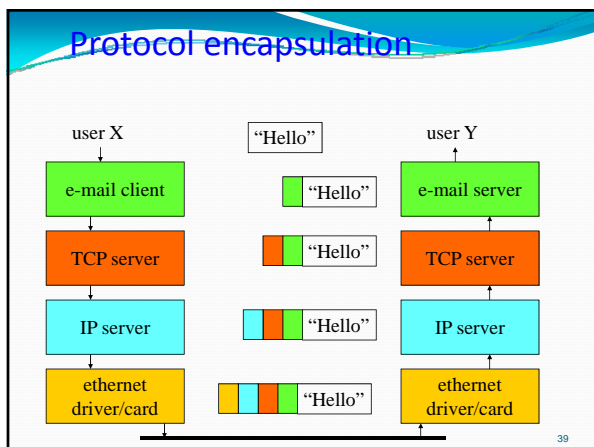 Protocol encapsulation
user X
“Hello”
user Y
e-mail client
“Hello”
e-mail server
TCP server
“Hello”
TCP server
IP server
“Hello”
IP server
ethernet
driver/card
“Hello”
ethernet
driver/card
39